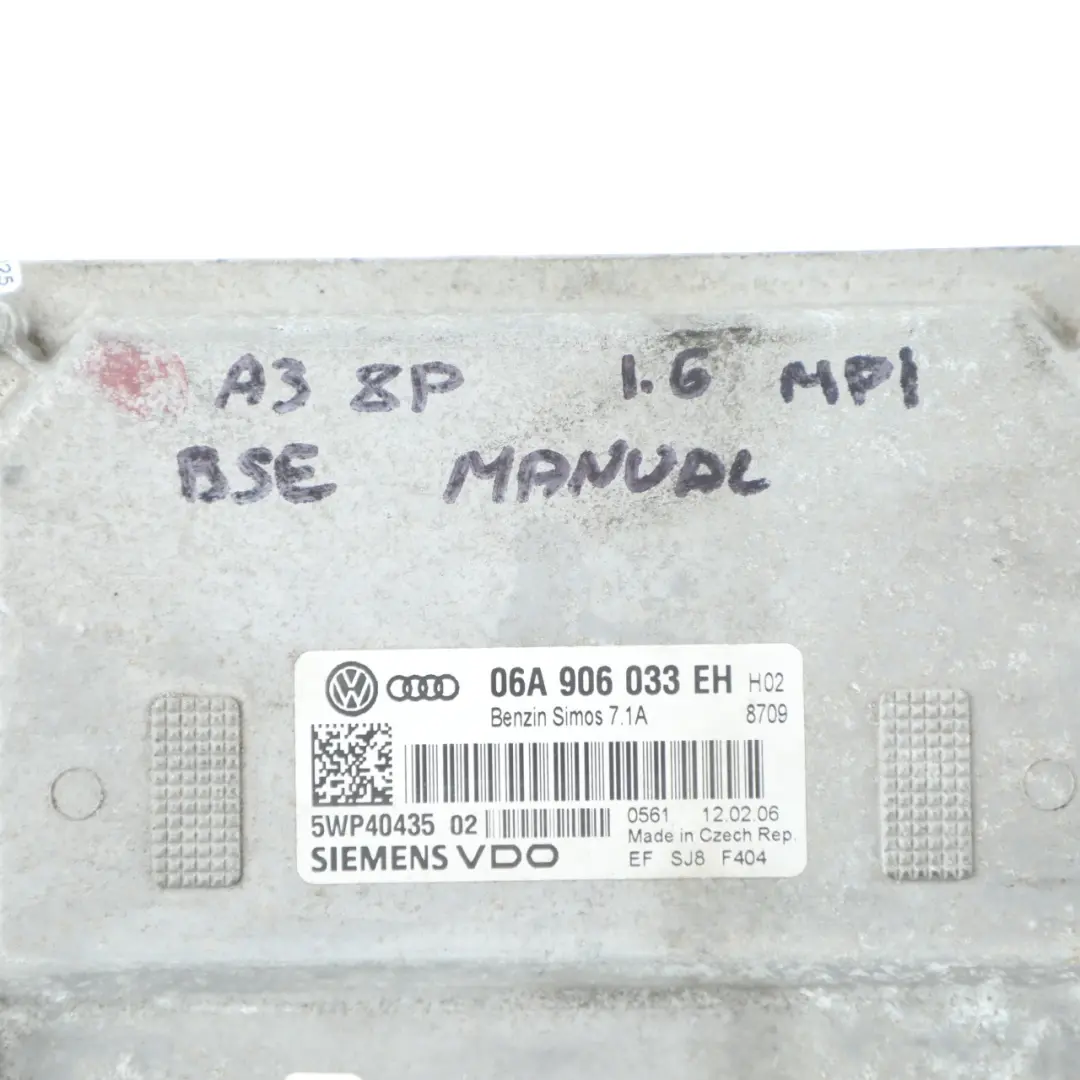 25
A3 8P 1.6 MPI
BSE MANUAL
06A 906 033 EH H02
Benzin Simos 7.1A 8709
5WP40435 02 0561 12.02.06
Made in Czech Rep.
SIEMENS VDO EF SJ8 F404